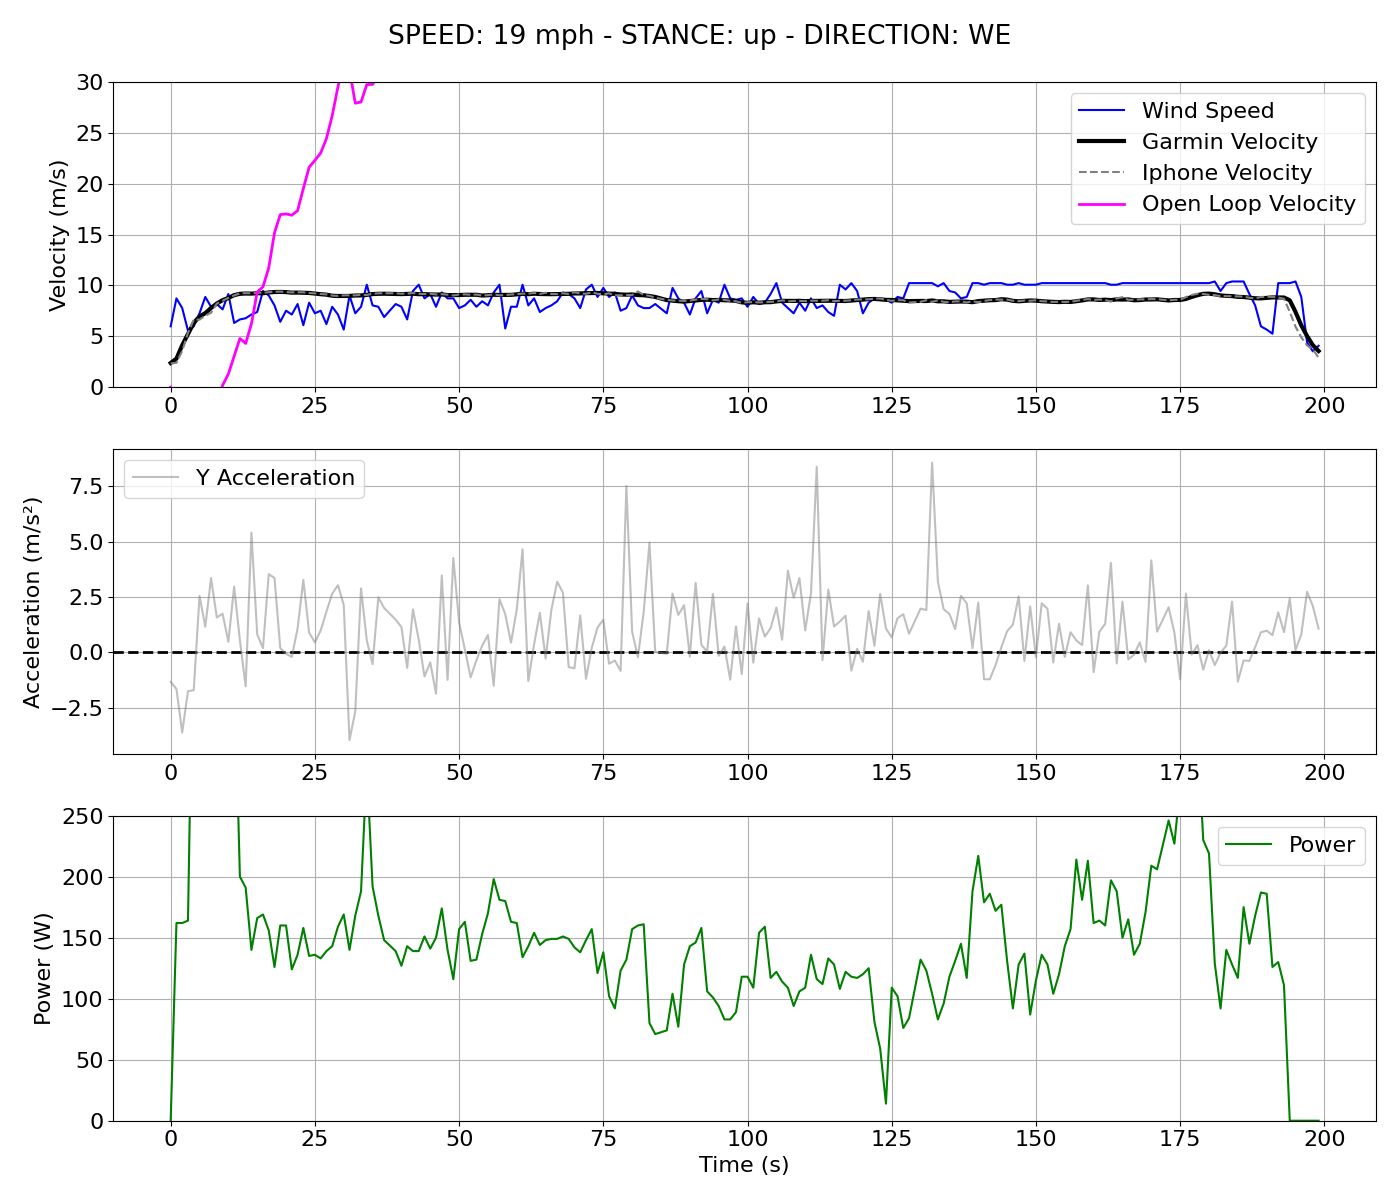 SPEED: 19 mph - STANCE: up - DIRECTION: WE
Velocity (m/s)
30
25
20
15
10
5
0
Wind Speed
Garmin Velocity
Iphone Velocity
Open Loop Velocity
0 25 50 75 100 125 150 175 200
Acceleration (m/s²)
7.5
5.0
2.5
0.0
−2.5
Y Acceleration
0 25 50 75 100 125 150 175 200
Power (W)
250
200
150
100
50
0
Power
0 25 50 75 100 125 150 175 200
Time (s)